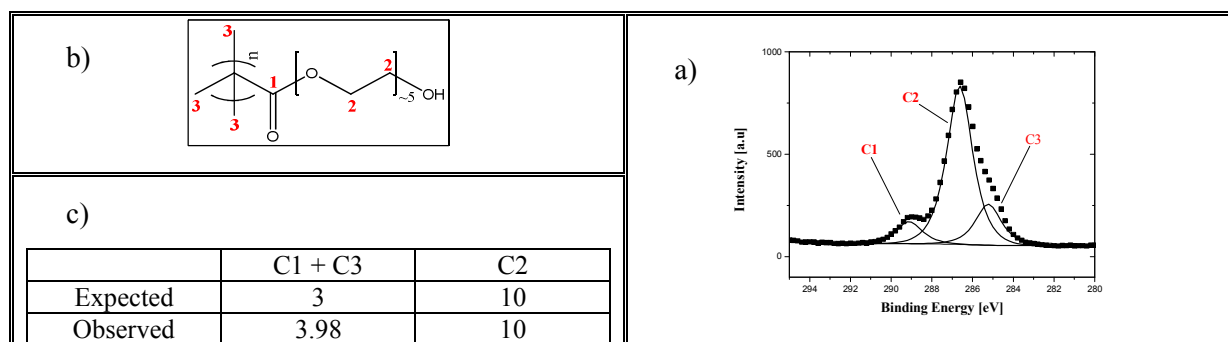 b)
3
n
1
O
2
2
~5
OH
3
3
O
c)
C1 + C3 C2
Expected 3 10
Observed 3.98 10
a)
1000
500
0
Intensity [a.u]
C1
C2
C3
294 292 290 288 286 284 282 280
Binding Energy [eV]